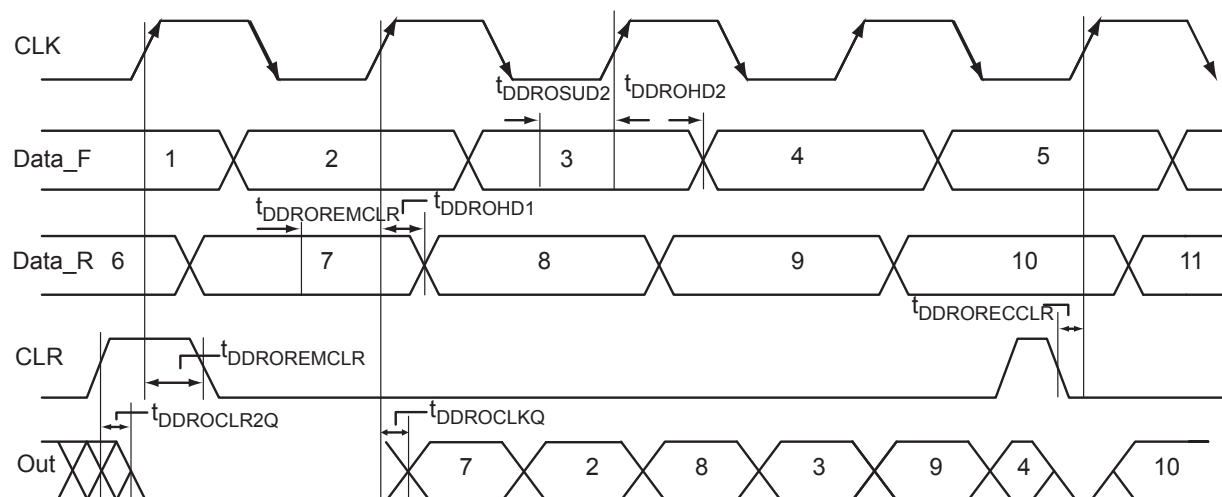 CLK
tDDROSUD2 tDDROHD2
Data_F 1 2 3 4 5
tDDROREMCLR tDDROHD1
Data_R 6 7 8 9 10 11
tDDRORECCLR
CLR tDDROREMCLR
tDDROCLR2Q tDDROCLKQ
Out 7 2 8 3 9 4 10